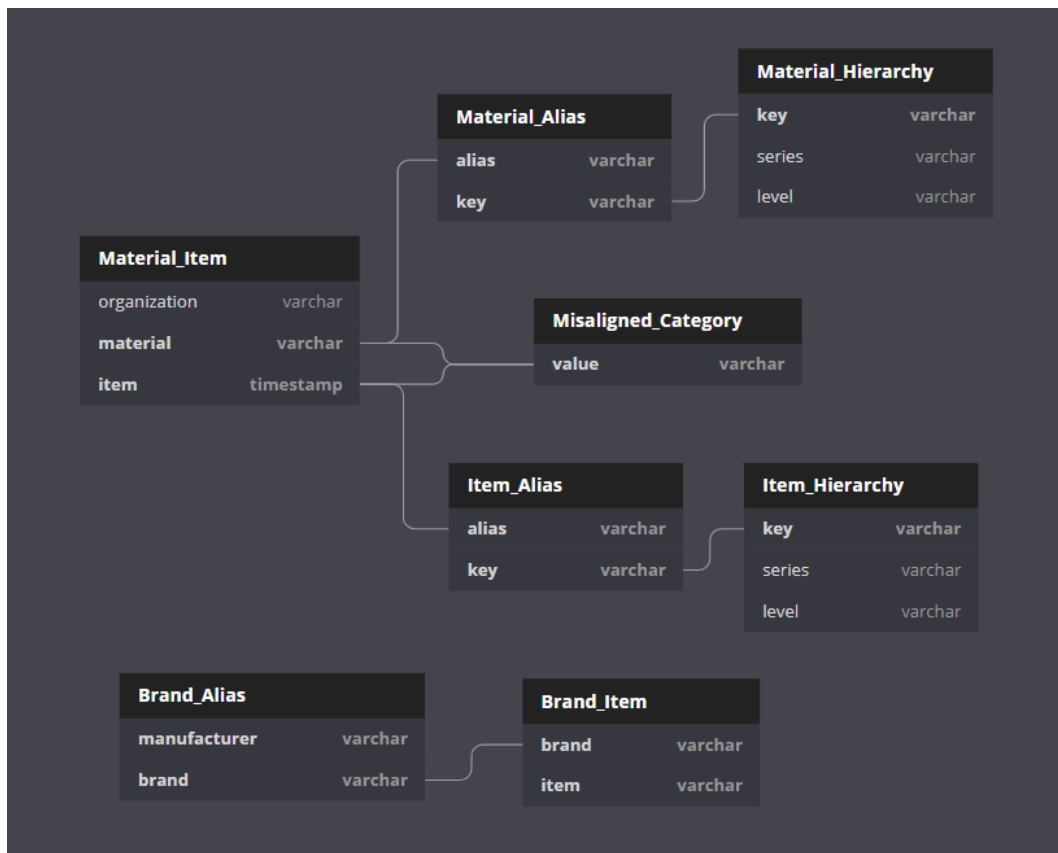 Material_Hierarchy
key varchar
series varchar
level varchar
Material_Alias
alias varchar
key varchar
Material_Item
organization varchar
material varchar
item timestamp
Misaligned_Category
value varchar
Item_Alias
alias varchar
key varchar
Item_Hierarchy
key varchar
series varchar
level varchar
Brand_Alias
manufacturer varchar
brand varchar
Brand_Item
brand varchar
item varchar